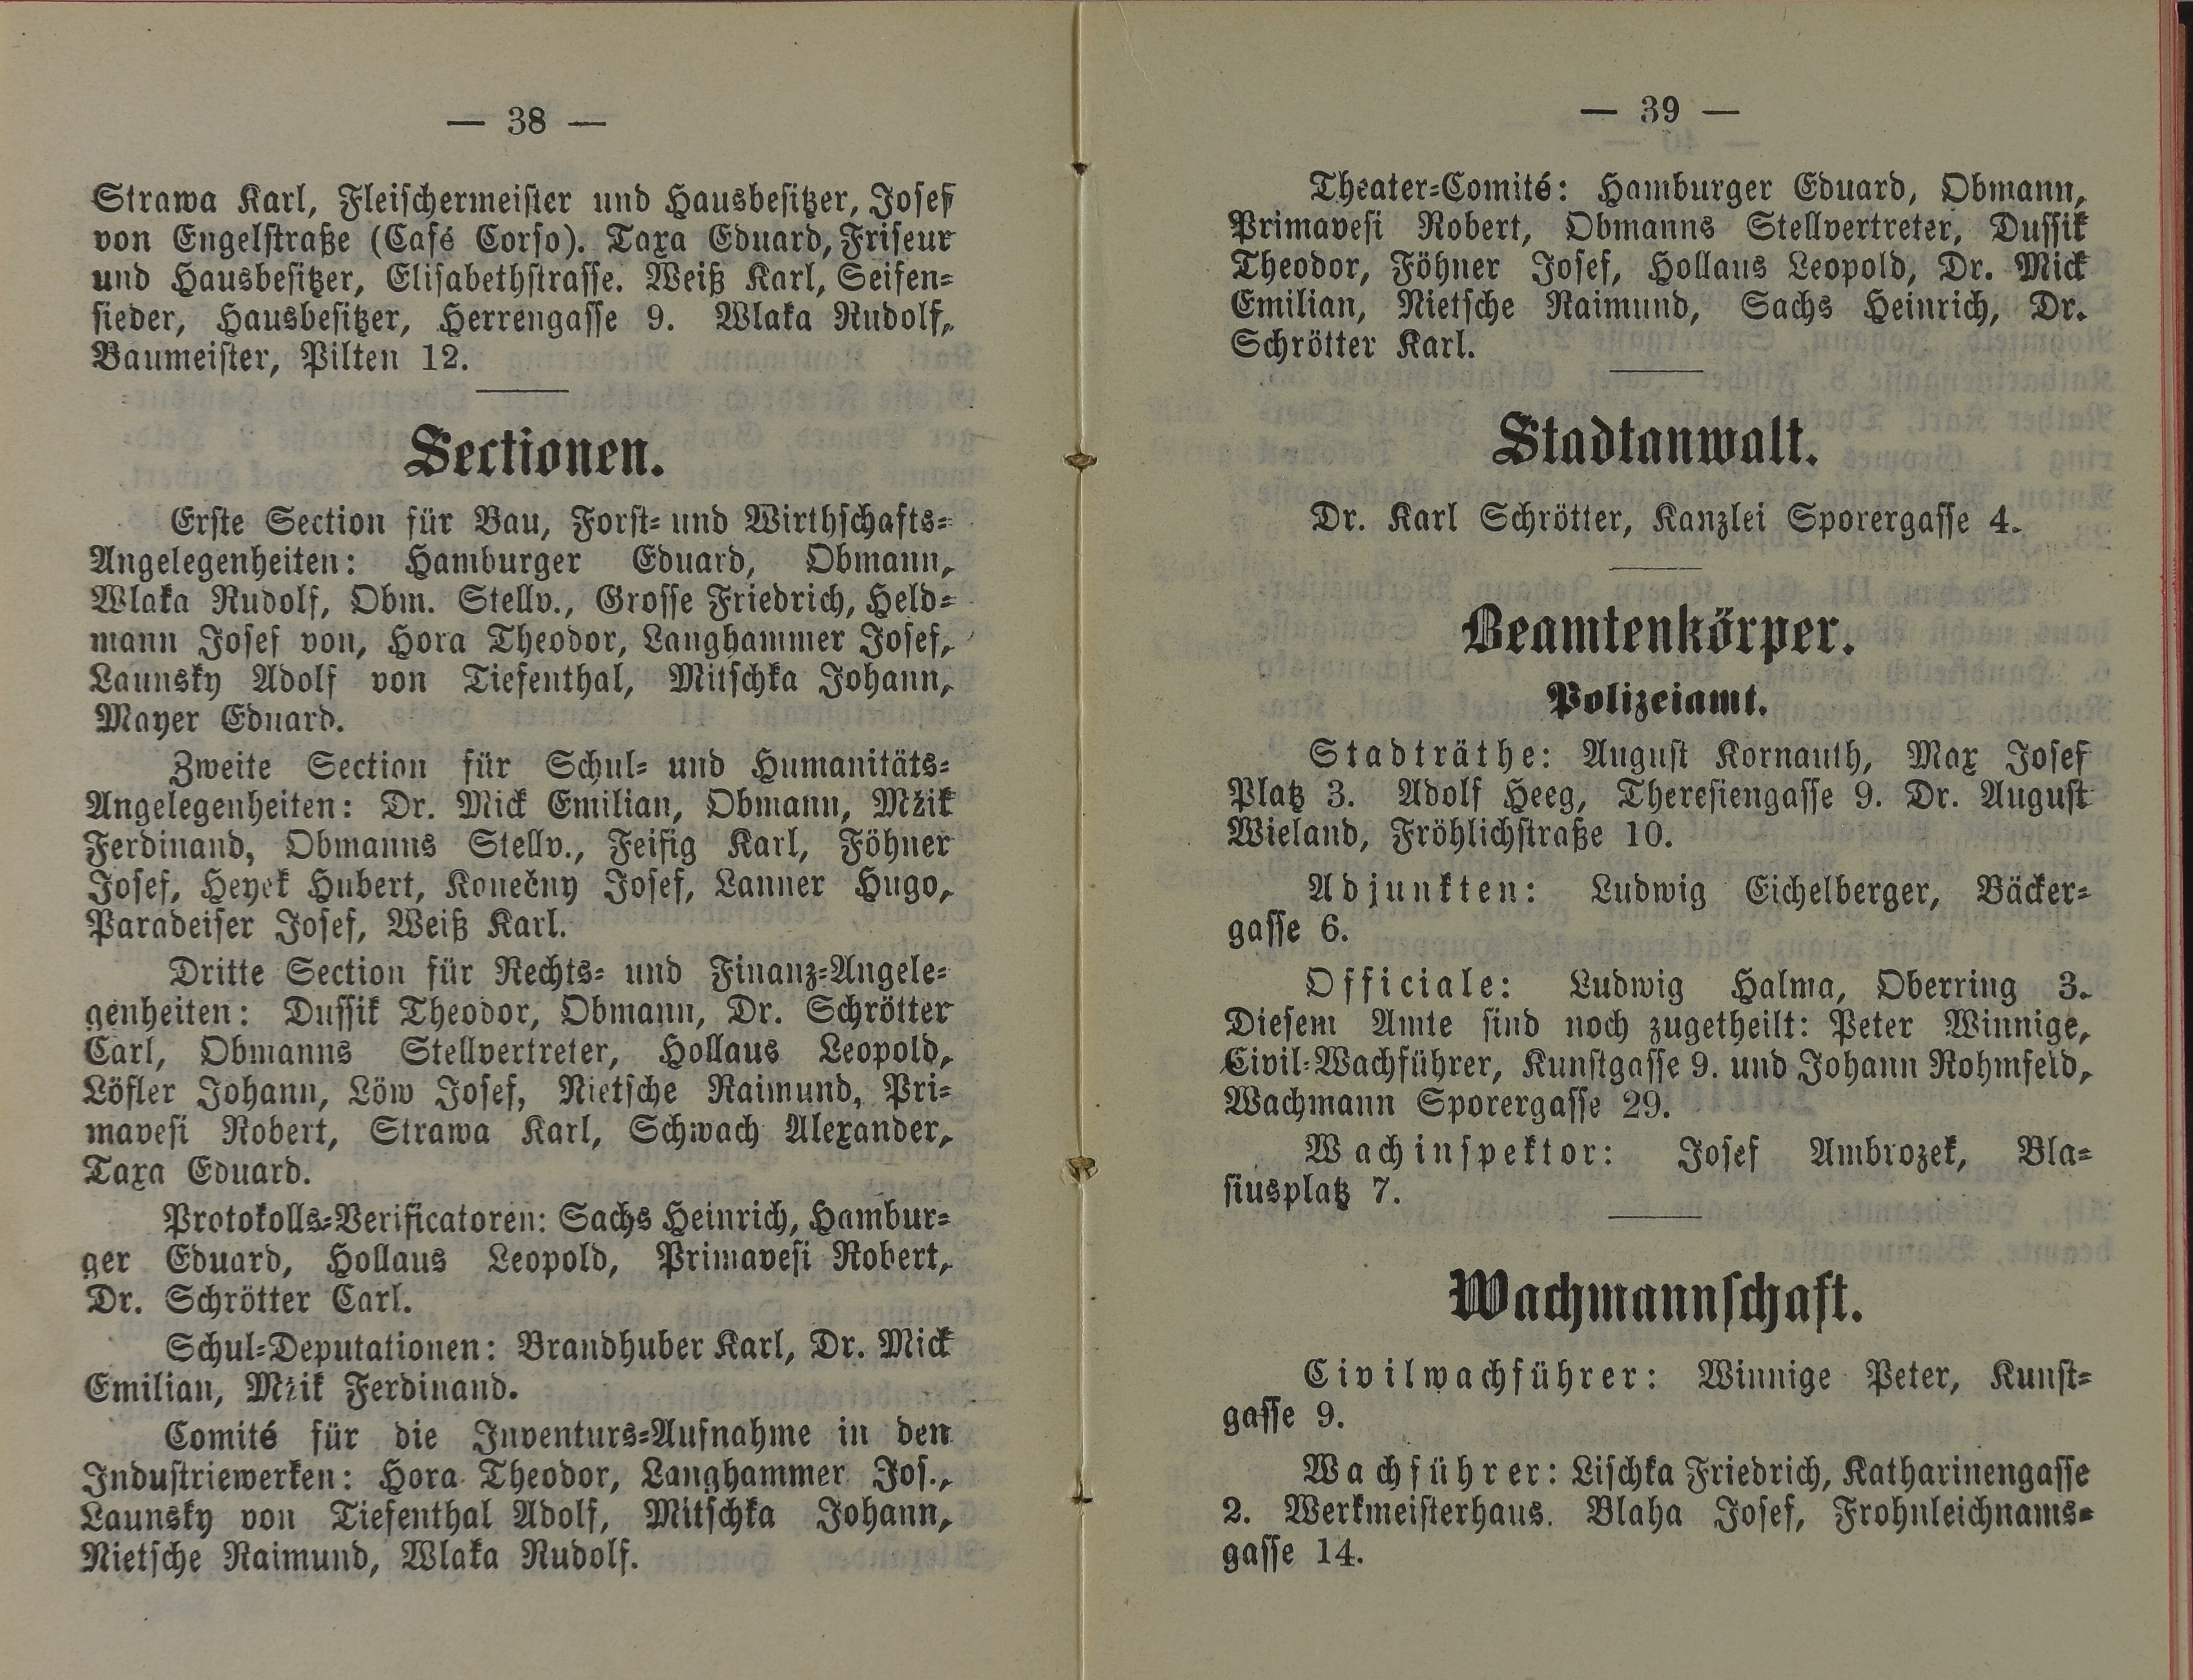 — 38 —
Strawa Karl, Fleischermeister und Hausbesitzer, Josef
von Engelstraße (Café Corso). Taxa Eduard, Friseur
und Hausbesitzer, Elisabethstrasse. Weiß Karl, Seifen-
sieder, Hausbesitzer, Herrengasse 9. Wlaka Rudolf,
Baumeister, Pilten 12.
Sectionen.
Erste Section für Bau, Forst- und Wirthschafts-
Angelegenheiten: Hamburger Eduard, Obmann,
Wlaka Rudolf, Obm. Stellv., Grosse Friedrich, Held-
mann Josef von, Hora Theodor, Langhammer Josef,
Launsky Adolf von Tiefenthal, Mitschka Johann,
Mayer Eduard.
Zweite Section für Schul- und Humanitäts-
Angelegenheiten: Dr. Mick Emilian, Obmann, Mžik
Ferdinand, Obmanns Stellv., Feifig Karl, Föhner
Josef, Heyek Hubert, Konečny Josef, Lanner Hugo,
Paradeiser Josef, Weiß Karl.
Dritte Section für Rechts- und Finanz-Angele-
genheiten: Dussik Theodor, Obmann, Dr. Schrötter
Carl, Obmanns Stellvertreter, Hollaus Leopold,
Löfler Johann, Löw Josef, Nietsche Raimund, Pri-
mavesi Robert, Strawa Karl, Schwach Alexander,
Taxa Eduard.
Protokolls-Verificatoren: Sachs Heinrich, Hambur-
ger Eduard, Hollaus Leopold, Primavesi Robert,
Dr. Schrötter Carl.
Schul-Deputationen: Brandhuber Karl, Dr. Mick
Emilian, Mžik Ferdinand.
Comité für die Inventurs-Aufnahme in den
Industriewerken: Hora Theodor, Langhammer Jos.,
Launsky von Tiefenthal Adolf, Mitschka Johann,
Nietsche Raimund, Wlaka Rudolf.
— 39 —
Theater-Comité: Hamburger Eduard, Obmann,
Primavesi Robert, Obmanns Stellvertreter, Dussik
Theodor, Föhner Josef, Hollaus Leopold, Dr. Mick
Emilian, Nietsche Raimund, Sachs Heinrich, Dr.
Schrötter Karl.
Stadtanwalt.
Dr. Karl Schrötter, Kanzlei Sporergasse 4.
Beamtenkörper.
Polizeiamt.
Stadträthe: August Kornauth, Max Josef
Platz 3. Adolf Heeg, Theresiengasse 9. Dr. August
Wieland, Fröhlichstraße 10.
Adjunkten: Ludwig Eichelberger, Bäcker-
gasse 6.
Officiale: Ludwig Halma, Oberring 3.
Diesem Amte sind noch zugetheilt: Peter Winnige,
Civil-Wachführer, Kunstgasse 9. und Johann Rohmfeld,
Wachmann Sporergasse 29.
Wachinspektor: Josef Ambrozek, Bla-
siusplatz 7.
Wachmannschaft.
Civilwachführer: Winnige Peter, Kunst-
gasse 9.
Wachführer: Lischka Friedrich, Katharinengasse
2. Werkmeisterhaus. Blaha Josef, Frohnleichnams-
gasse 14.